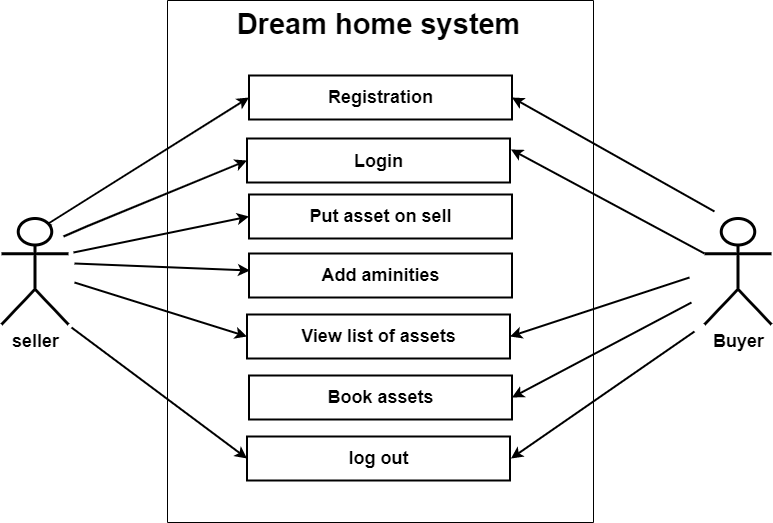 Dream home system
Registration
Login
Put asset on sell
Add aminities
View list of assets
seller
Buyer
Book assets
log out